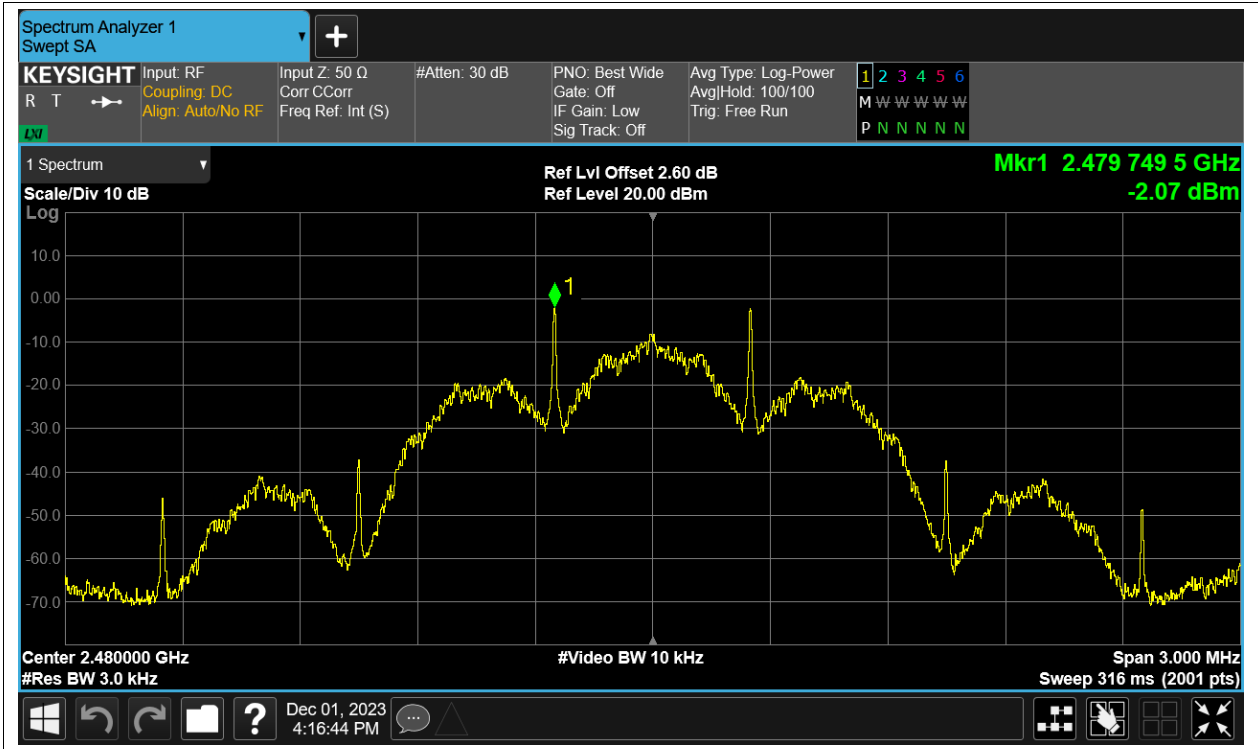 Spectrum Analyzer 1
Swept SA
KEYSIGHT
R T
LXI
Input: RF
Coupling: DC
Align: Auto/No RF
Input Z: 50 Ω
Corr CCorr
Freq Ref: Int (S)
#Atten: 30 dB
PNO: Best Wide
Gate: Off
IF Gain: Low
Sig Track: Off
Avg Type: Log-Power
Avg|Hold: 100/100
Trig: Free Run
1 2 3 4 5 6
M W W W W W
P N N N N N
1 Spectrum
Scale/Div 10 dB
Log
Ref Lvl Offset 2.60 dB
Ref Level 20.00 dBm
Mkr1 2.479 749 5 GHz
-2.07 dBm
1
10.0
0.00
-10.0
-20.0
-30.0
-40.0
-50.0
-60.0
-70.0
Center 2.480000 GHz
#Res BW 3.0 kHz
#Video BW 10 kHz
Span 3.000 MHz
Sweep 316 ms (2001 pts)
?
Dec 01, 2023
4:16:44 PM